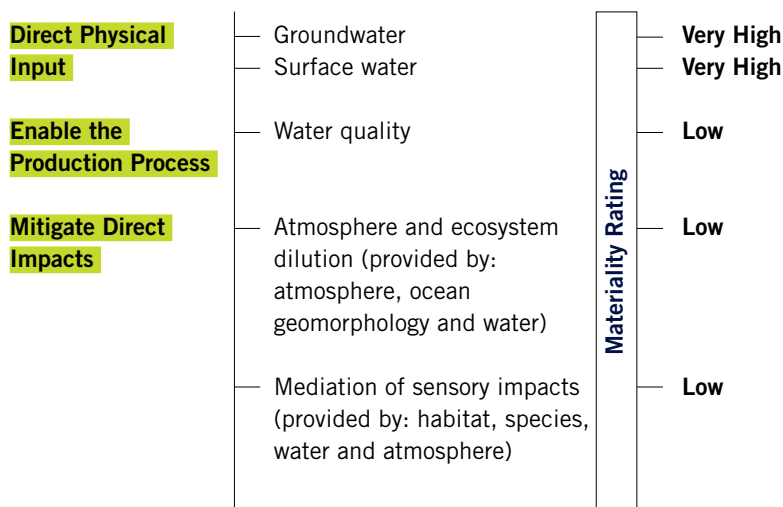 Direct Physical
Input
Groundwater
Very High
Surface water
Very High
Enable the
Production Process
Water quality
Low
Mitigate Direct
Impacts
Atmosphere and ecosystem
dilution (provided by:
atmosphere, ocean
geomorphology and water)
Low
Mediation of sensory impacts
(provided by: habitat, species,
water and atmosphere)
Low
Materiality Rating